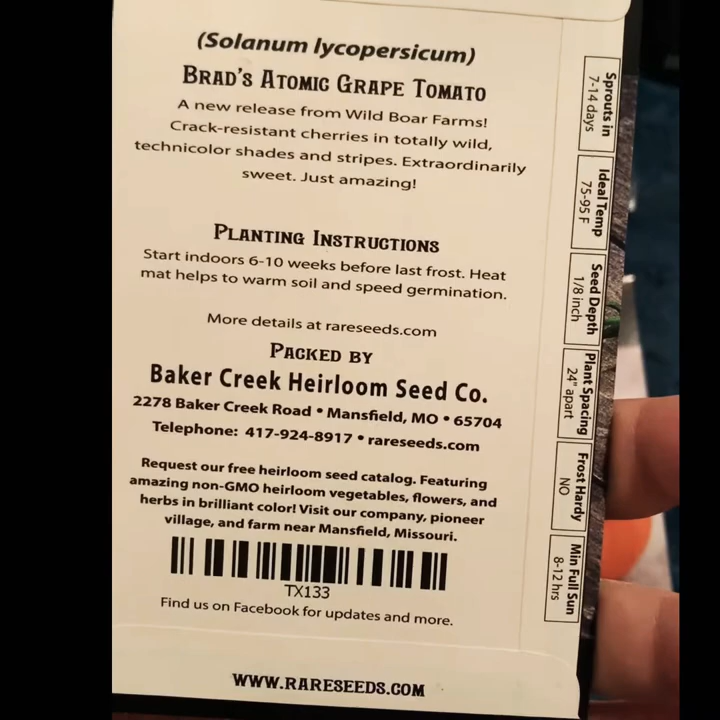 (Solanum lycopersicum)
BRAD'S ATOMIC GRAPE TOMATO
A new release from Wild Boar Farms!
Crack-resistant cherries in totally wild,
technicolor shades and stripes. Extraordinarily
sweet. Just amazing!
PLANTING INSTRUCTIONS
Start indoors 6-10 weeks before last frost. Heat
mat helps to warm soil and speed germination.
More details at rareseeds.com
PACKED BY
Baker Creek Heirloom Seed Co.
2278 Baker Creek Road • Mansfield, MO • 65704
Telephone: 417-924-8917 • rareseeds.com
Request our free heirloom seed catalog. Featuring
amazing non-GMO heirloom vegetables, flowers, and
herbs in brilliant color! Visit our company, pioneer
village, and farm near Mansfield, Missouri.
TX133
Find us on Facebook for updates and more.
WWW.RARESEEDS.COM
Sprouts in
7-14 days
Ideal Temp
75-95 F
Seed Depth
1/8 inch
Plant Spacing
24" apart
Frost Hardy
NO
Min Full Sun
8-12 hrs